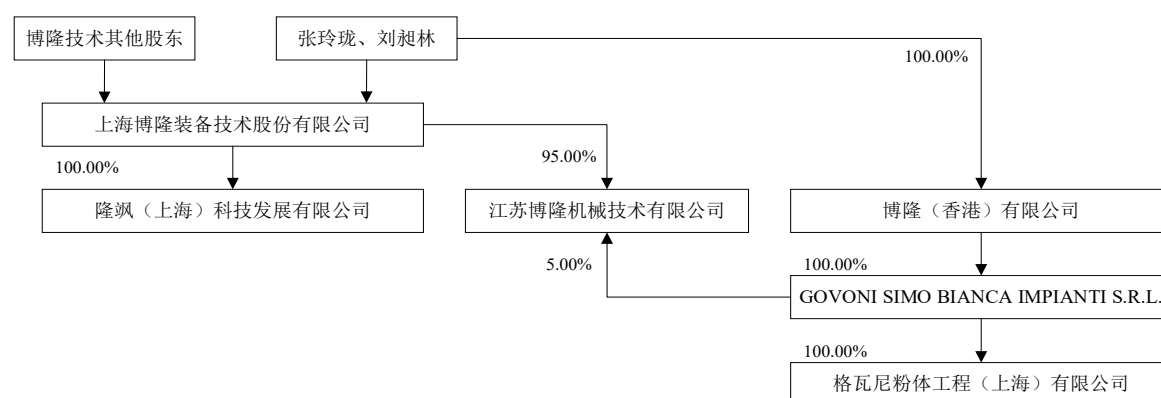 博隆技术其他股东
张玲珑、刘昶林
100.00%
上海博隆装备技术股份有限公司
100.00%
95.00%
隆飒（上海）科技发展有限公司
江苏博隆机械技术有限公司
博隆（香港）有限公司
5.00%
100.00%
GOVONI SIMO BIANCA IMPIANTI S.R.L.
100.00%
格瓦尼粉体工程（上海）有限公司